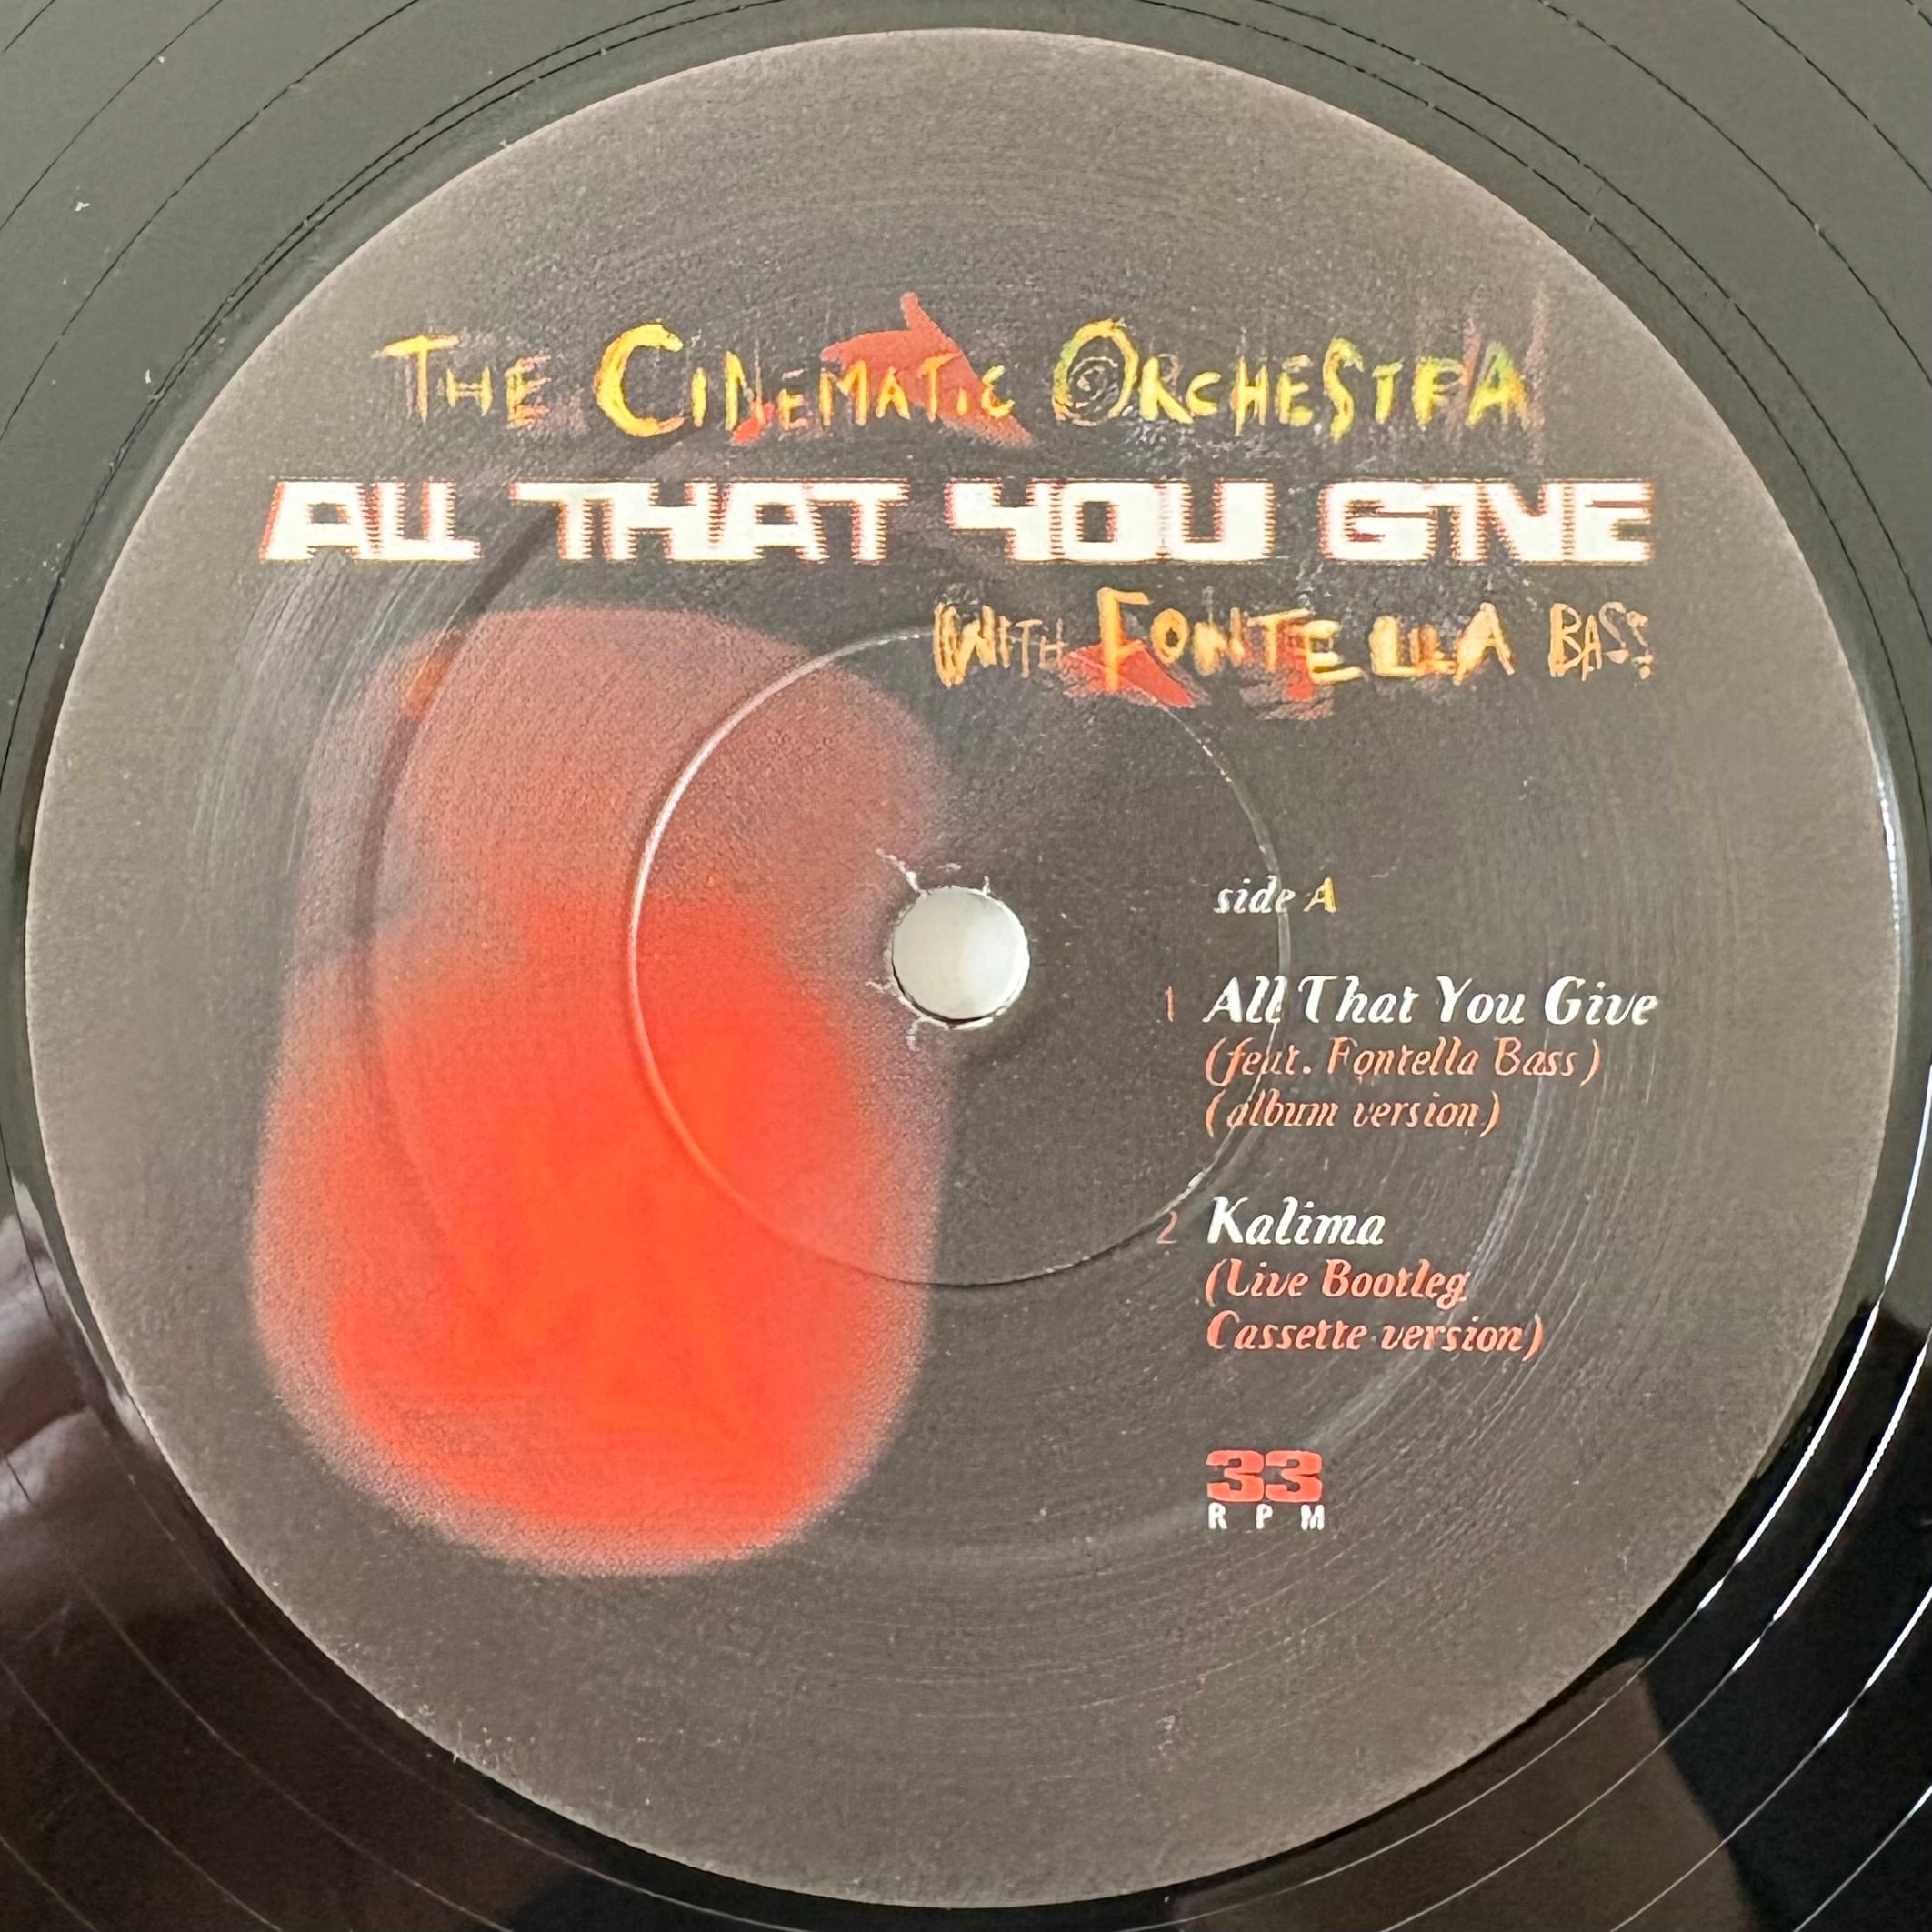 THE CINEMATIC ORCHESTRA
ALL THAT YOU GIVE
WITH FONTELLA BASS
side A
1 All That You Give
(feat. Fontella Bass)
(album version)
2 Kalima
(Live Bootleg
Cassette version)
33
RPM